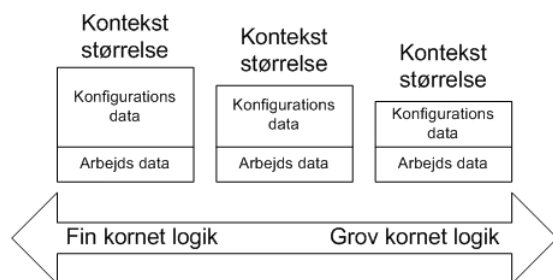 Kontekst
størrelse
Konfigurations
data
Arbejds data
Kontekst
størrelse
Konfigurations
data
Arbejds data
Kontekst
størrelse
Konfigurations
data
Arbejds data
Fin kornet logik
Grov kornet logik